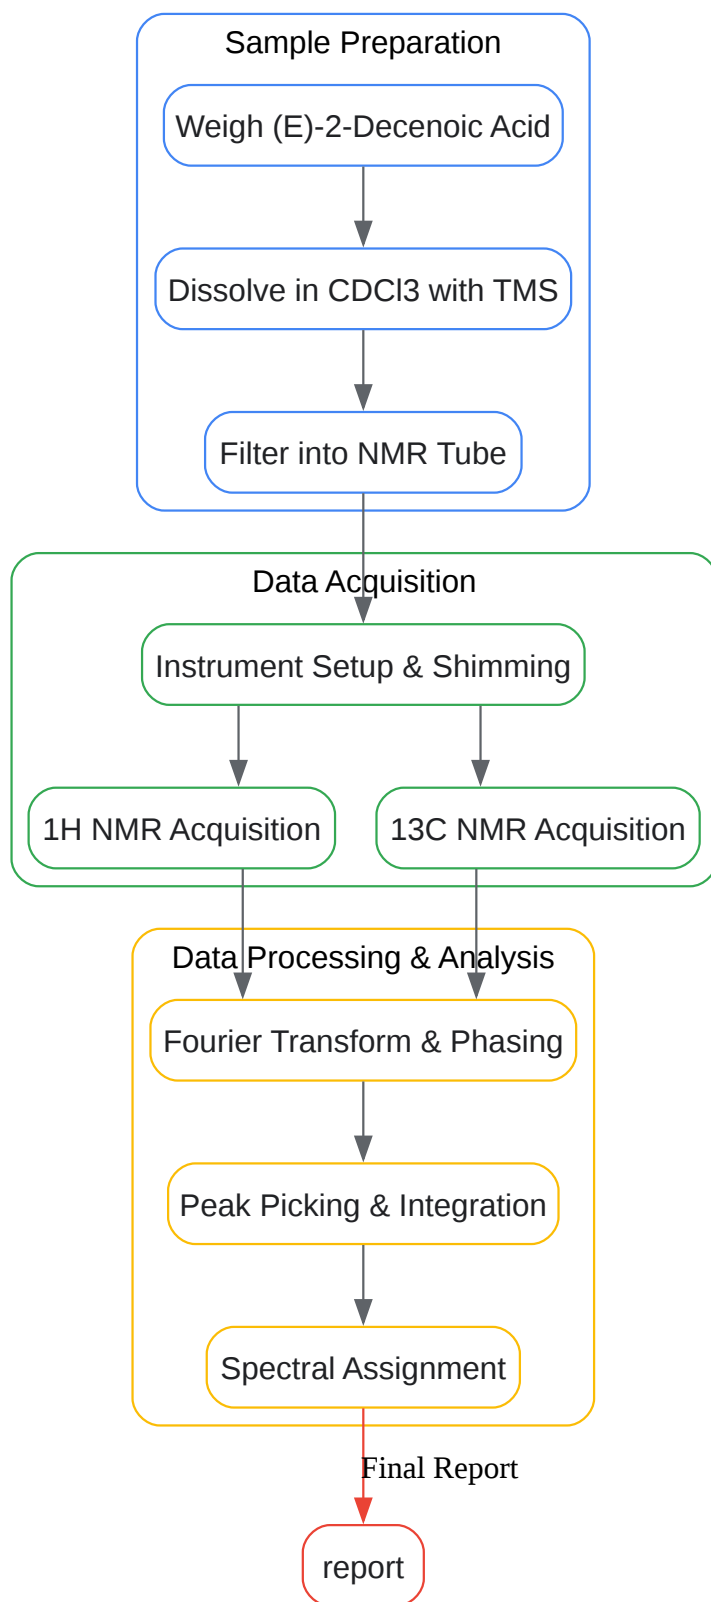 Sample Preparation
Weigh (E)-2-Decenoic Acid
Dissolve in CDCl3 with TMS
Filter into NMR Tube
Data Acquisition
Instrument Setup & Shimming
1H NMR Acquisition
13C NMR Acquisition
Data Processing & Analysis
Fourier Transform & Phasing
Peak Picking & Integration
Spectral Assignment
Final Report
report